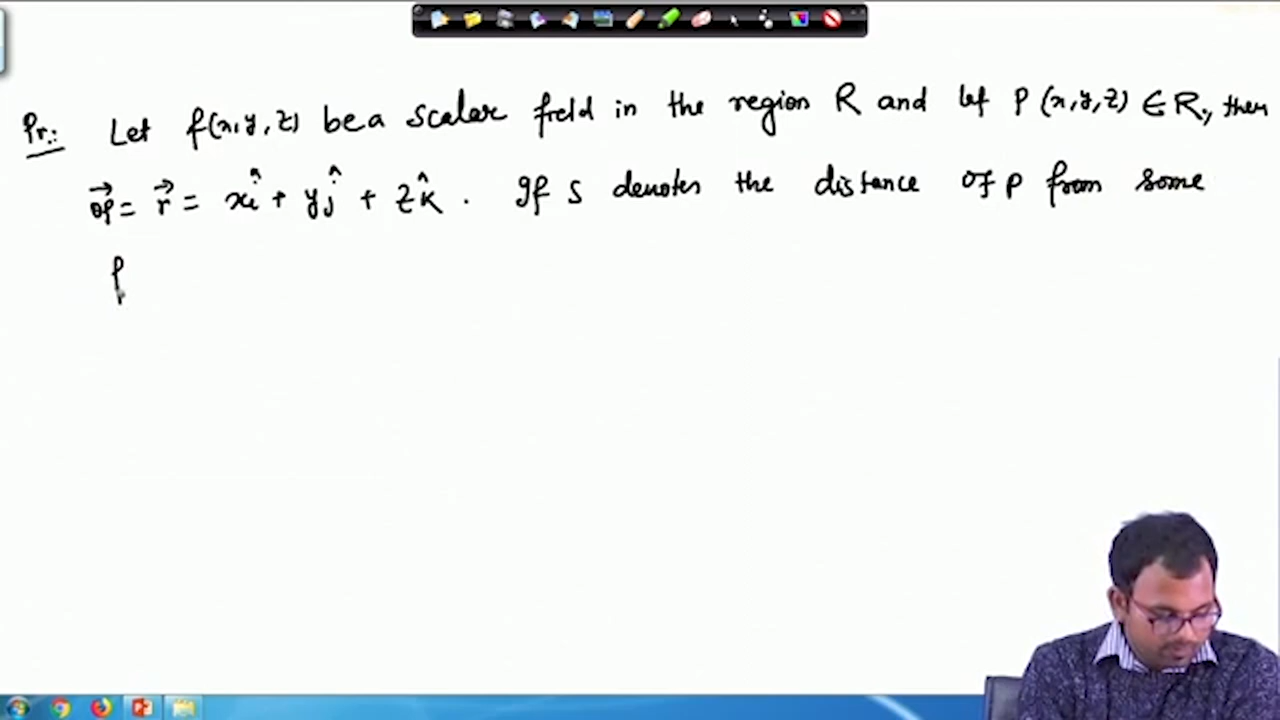 Pr.: Let f(x,y,z) be a scalar field in the region R and let P(x,y,z) ∈ R, then
→OP = →r = xî + yĵ + zk̂ . If s denotes the distance of P from some